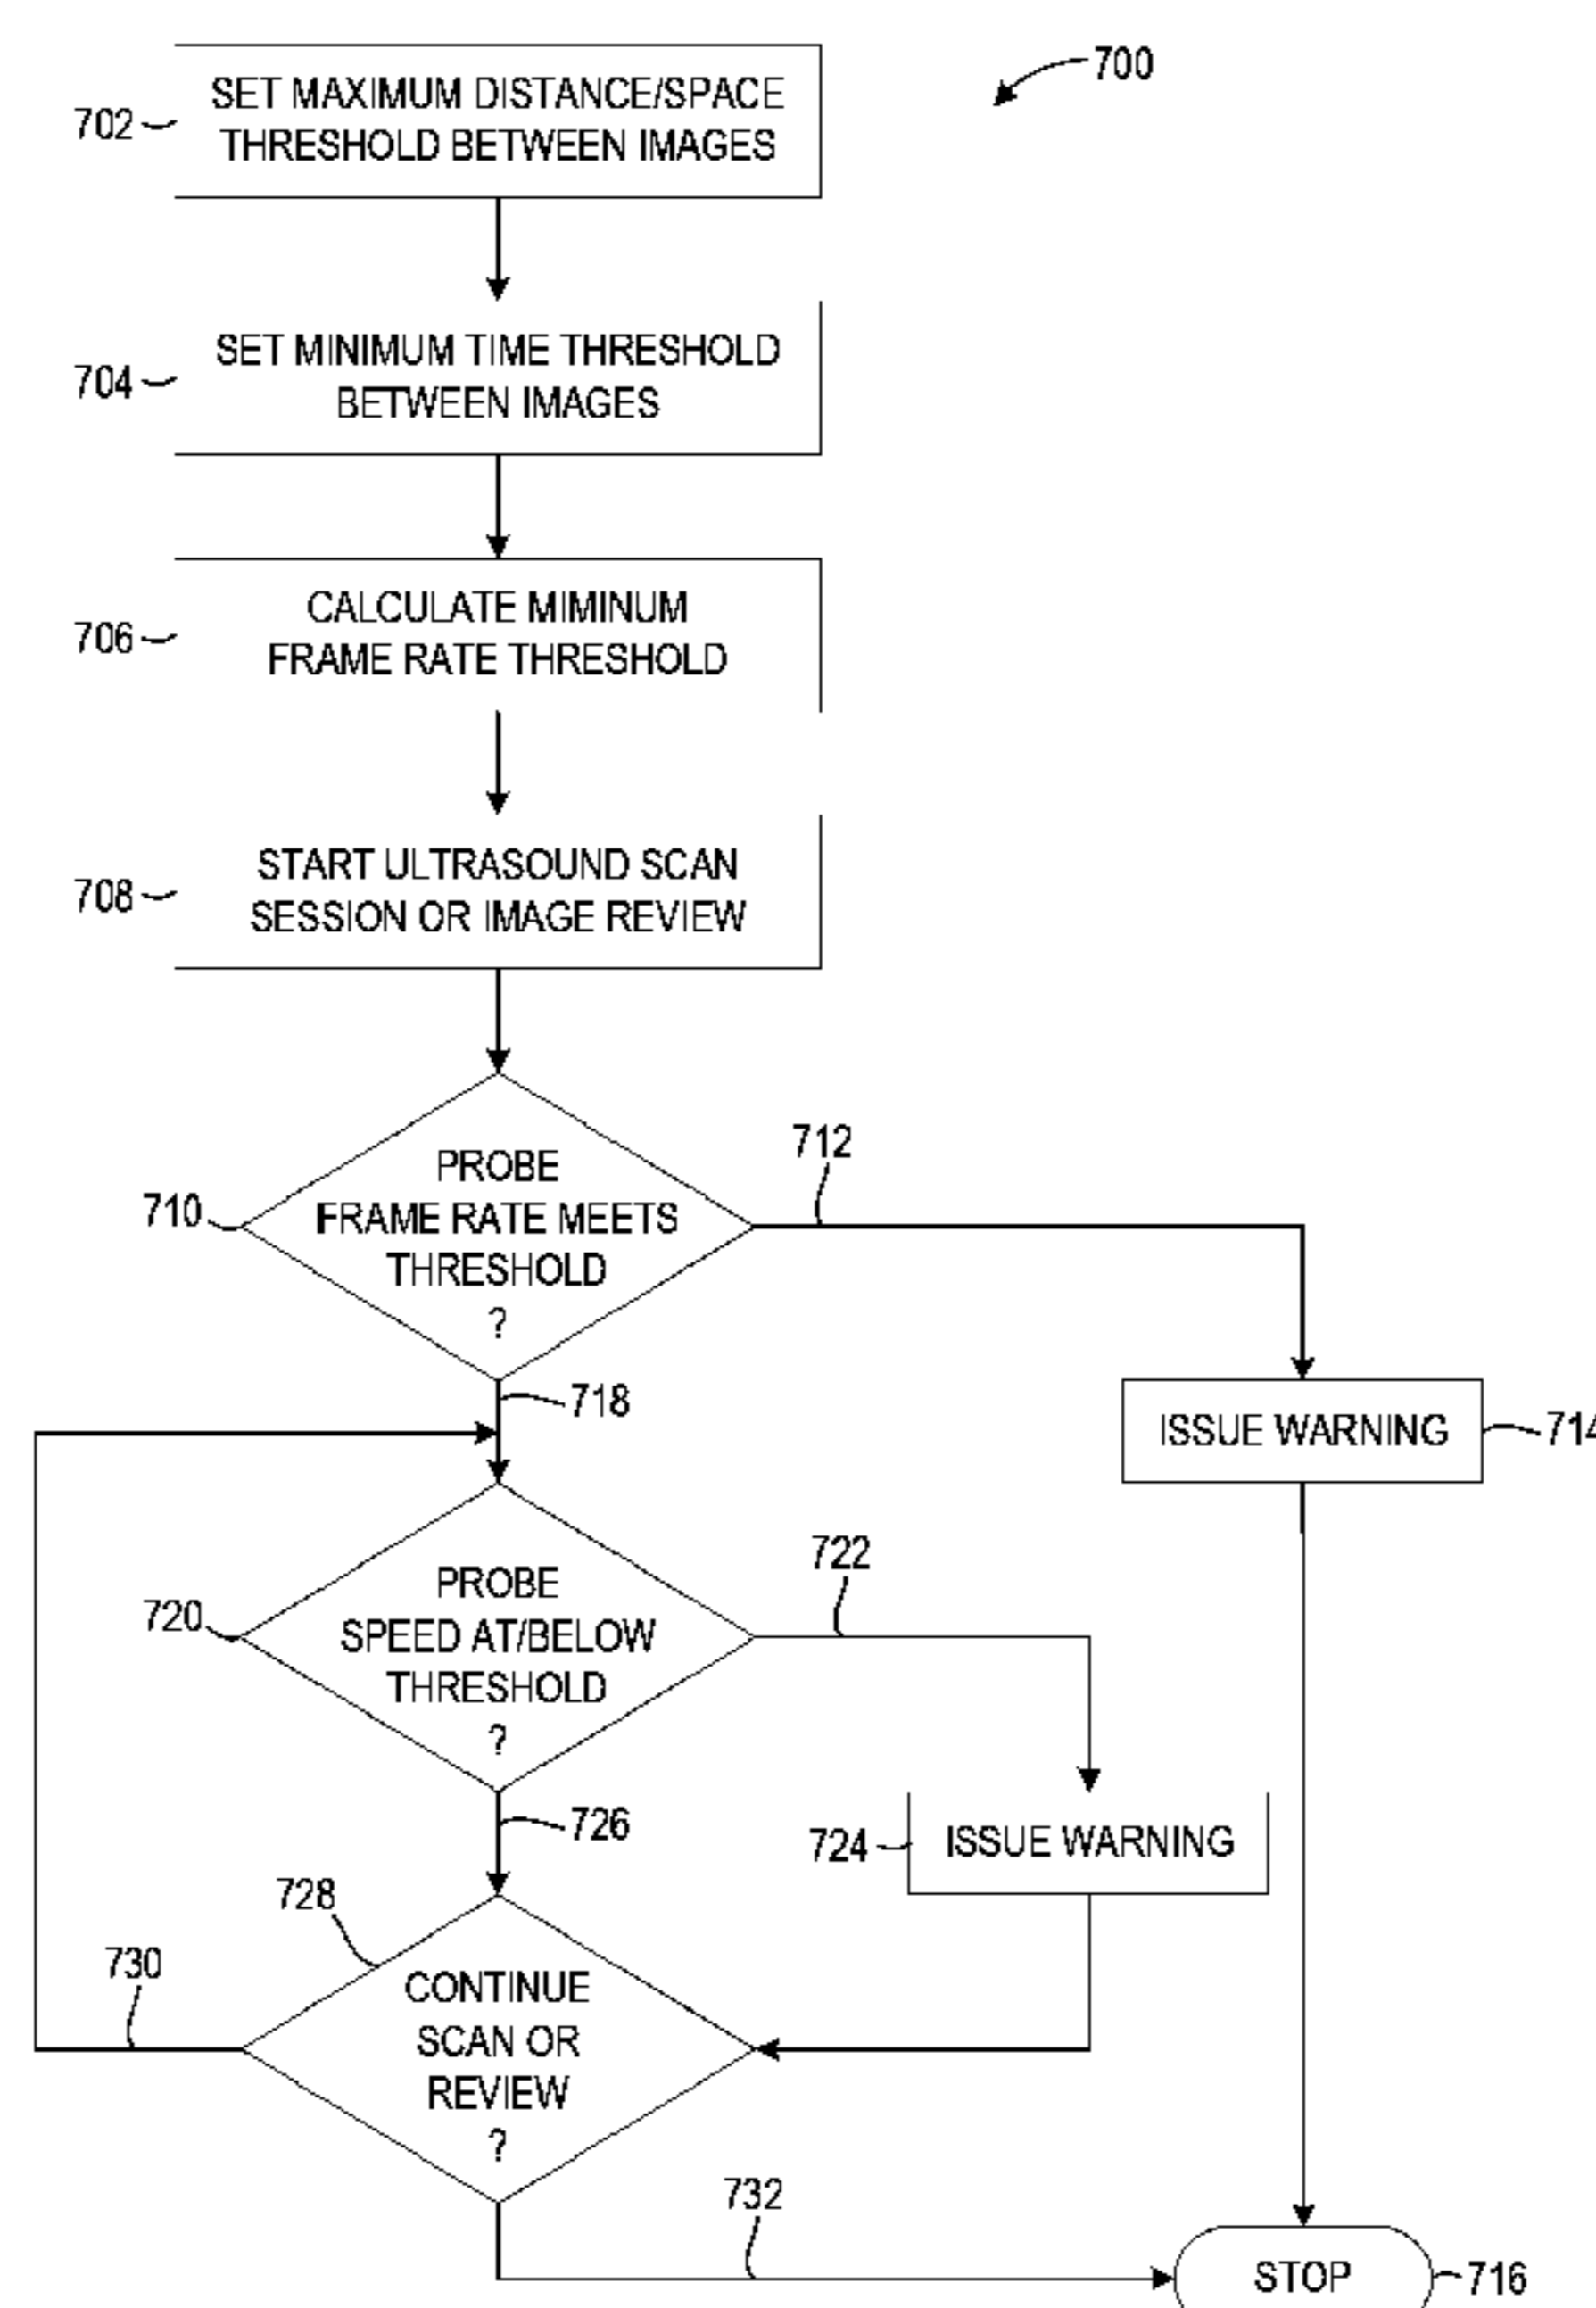 700
702
SET MAXIMUM DISTANCE/SPACE
THRESHOLD BETWEEN IMAGES
704
SET MINIMUM TIME THRESHOLD
BETWEEN IMAGES
706
CALCULATE MIMINUM
FRAME RATE THRESHOLD
708
START ULTRASOUND SCAN
SESSION OR IMAGE REVIEW
710
PROBE
FRAME RATE MEETS
THRESHOLD
?
712
718
ISSUE WARNING
714
720
PROBE
SPEED AT/BELOW
THRESHOLD
?
722
726
724
ISSUE WARNING
728
730
CONTINUE
SCAN OR
REVIEW
?
732
STOP
716